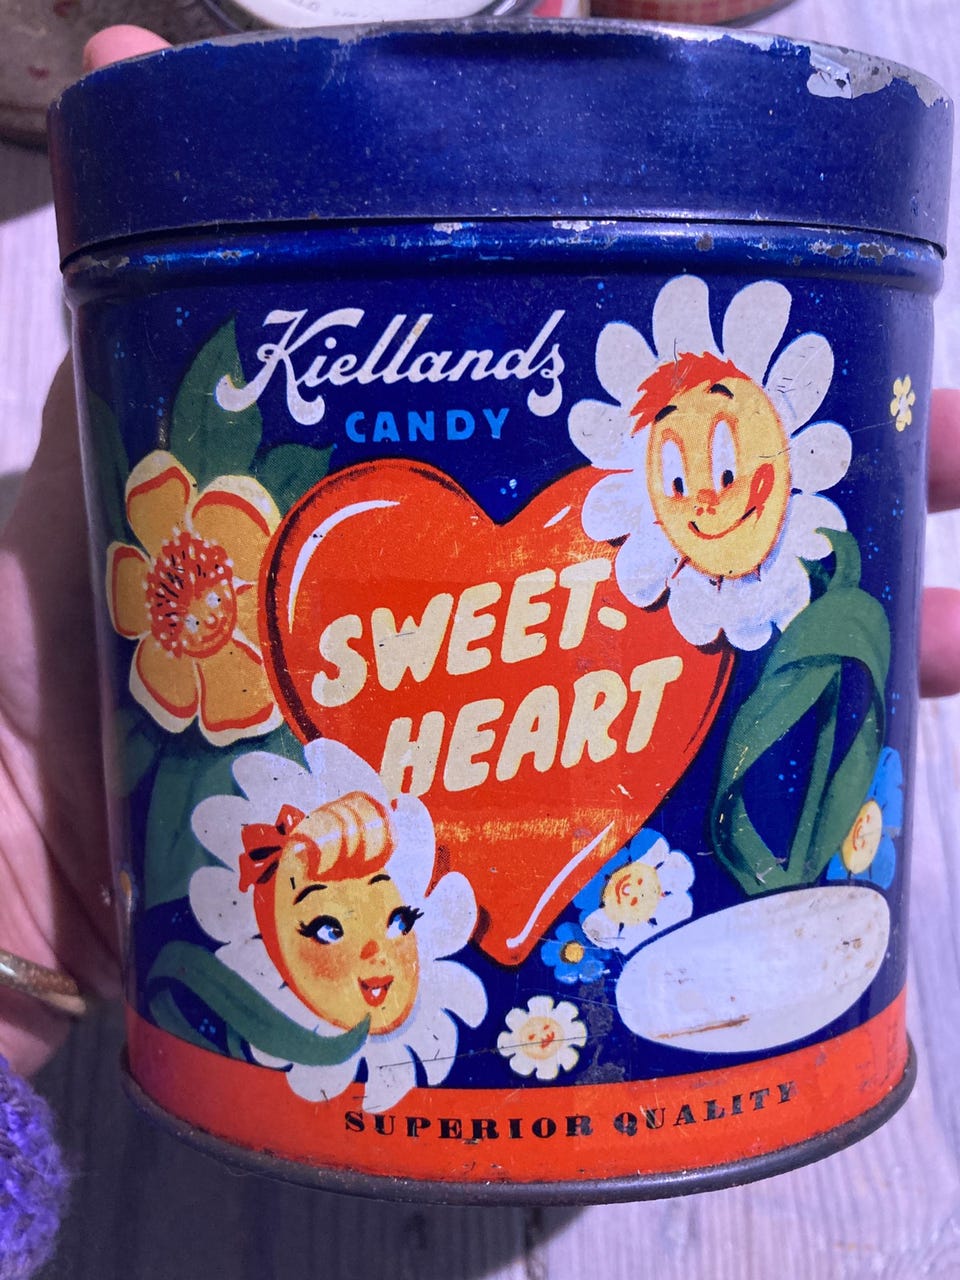 Kiellands
CANDY
SWEET-
HEART
SUPERIOR QUALITY